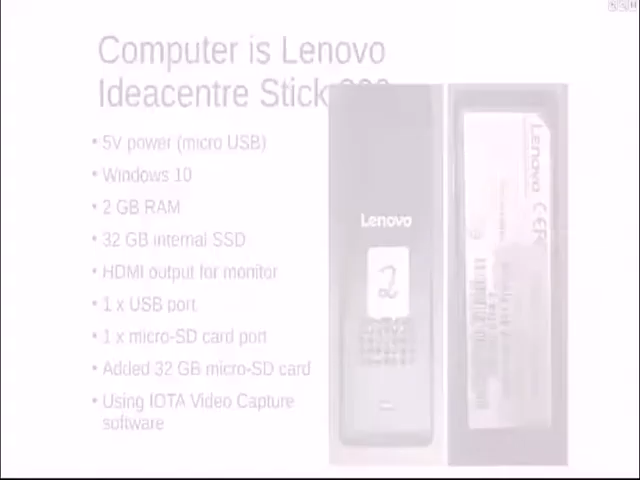 Computer is Lenovo
Ideacentre Stick
• 5V power (micro USB)
• Windows 10
• 2 GB RAM
• 32 GB internal SSD
• HDMI output for monitor
• 1 x USB port
• 1 x micro-SD card port
• Added 32 GB micro-SD card
• Using IOTA Video Capture
software
Lenovo
2
Lenovo CE